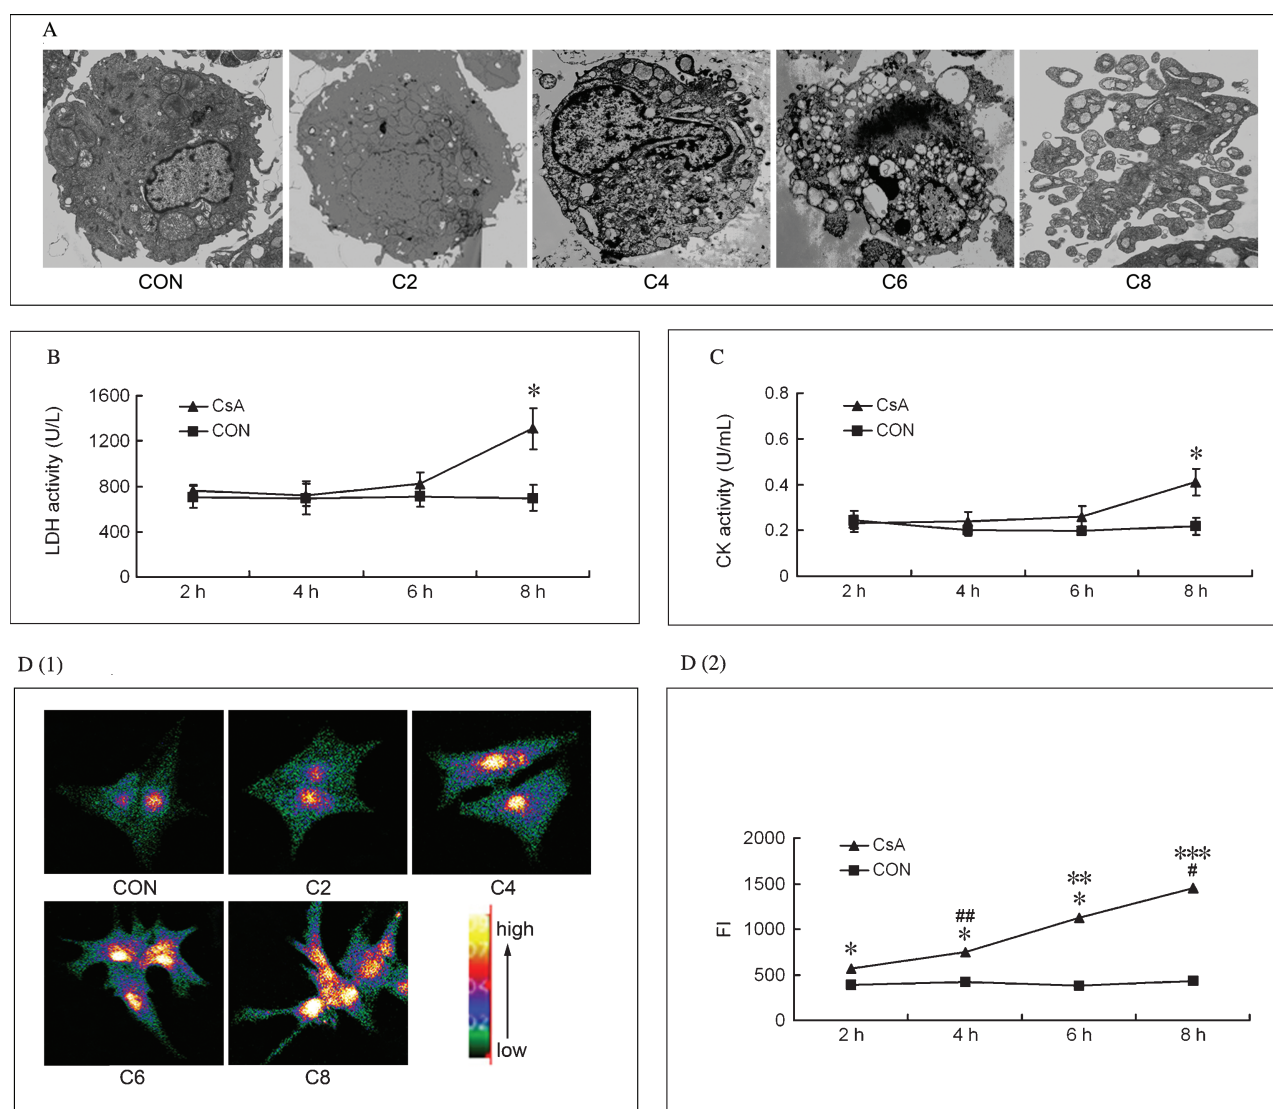 A
CON
C2
C4
C6
C8
B
LDH activity (U/L)
1600
1200
800
400
0
CsA
CON
*
2 h
4 h
6 h
8 h
C
CK activity (U/mL)
0.8
0.6
0.4
0.2
0
CsA
CON
*
2 h
4 h
6 h
8 h
D (1)
CON
C2
C4
C6
C8
high
low
D (2)
FI
2000
1500
1000
500
0
CsA
CON
*
##
*
**
*
***
#
2 h
4 h
6 h
8 h